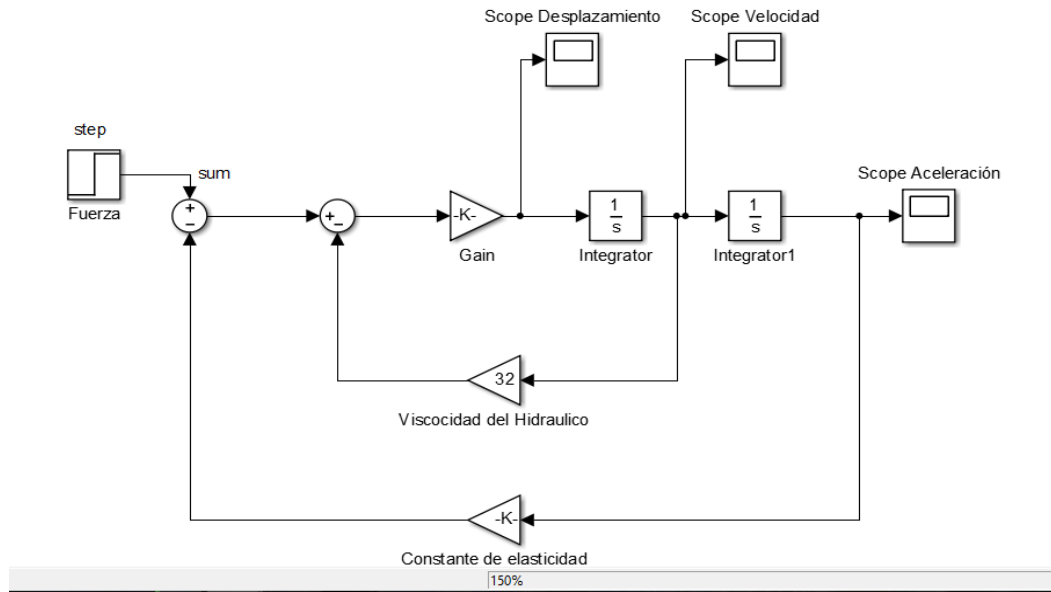 Scope Desplazamiento
Scope Velocidad
step
sum
Scope Aceleración
+
−
+
−
-K-
1
s
1
s
Fuerza
Gain
Integrator
Integrator1
32
Viscocidad del Hidraulico
-K-
Constante de elasticidad
150%